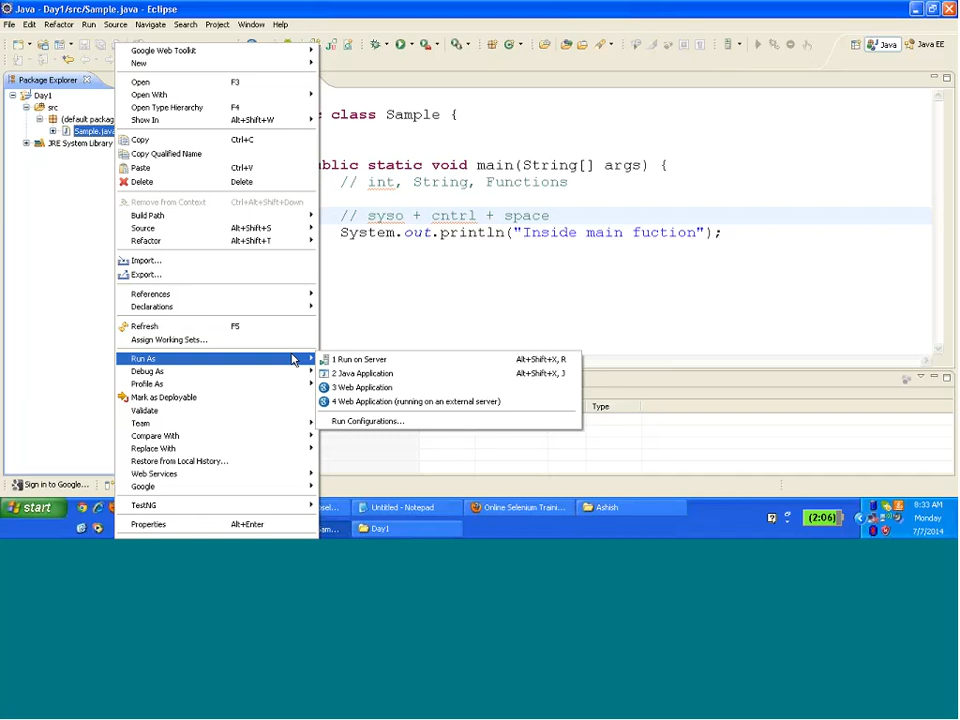 Java - Day1/src/Sample.java - Eclipse
File Edit Refactor Run Source Navigate Search Project Window Help
Java Java EE
Package Explorer
Day1
src
(default packag
Sample.java
JRE System Library
Google Web Toolkit
New
Open F3
Open With
Open Type Hierarchy F4
Show In Alt+Shift+W
Copy Ctrl+C
Copy Qualified Name
Paste Ctrl+V
Delete Delete
Remove from Context Ctrl+Alt+Shift+Down
Build Path
Source Alt+Shift+S
Refactor Alt+Shift+T
Import...
Export...
References
Declarations
Refresh F5
Assign Working Sets...
Run As
Debug As
Profile As
Mark as Deployable
Validate
Team
Compare With
Replace With
Restore from Local History...
Web Services
Google
TestNG
Properties Alt+Enter
1 Run on Server Alt+Shift+X, R
2 Java Application Alt+Shift+X, J
3 Web Application
4 Web Application (running on an external server)
Run Configurations...
c class Sample {
ublic static void main(String[] args) {
// int, String, Functions
// syso + cntrl + space
System.out.println("Inside main fuction");
Type
Sign in to Google...
start
sel... Untitled - Notepad Online Selenium Traini... Ashish
am... Day1
(2:06)
8:33 AM
Monday
7/7/2014